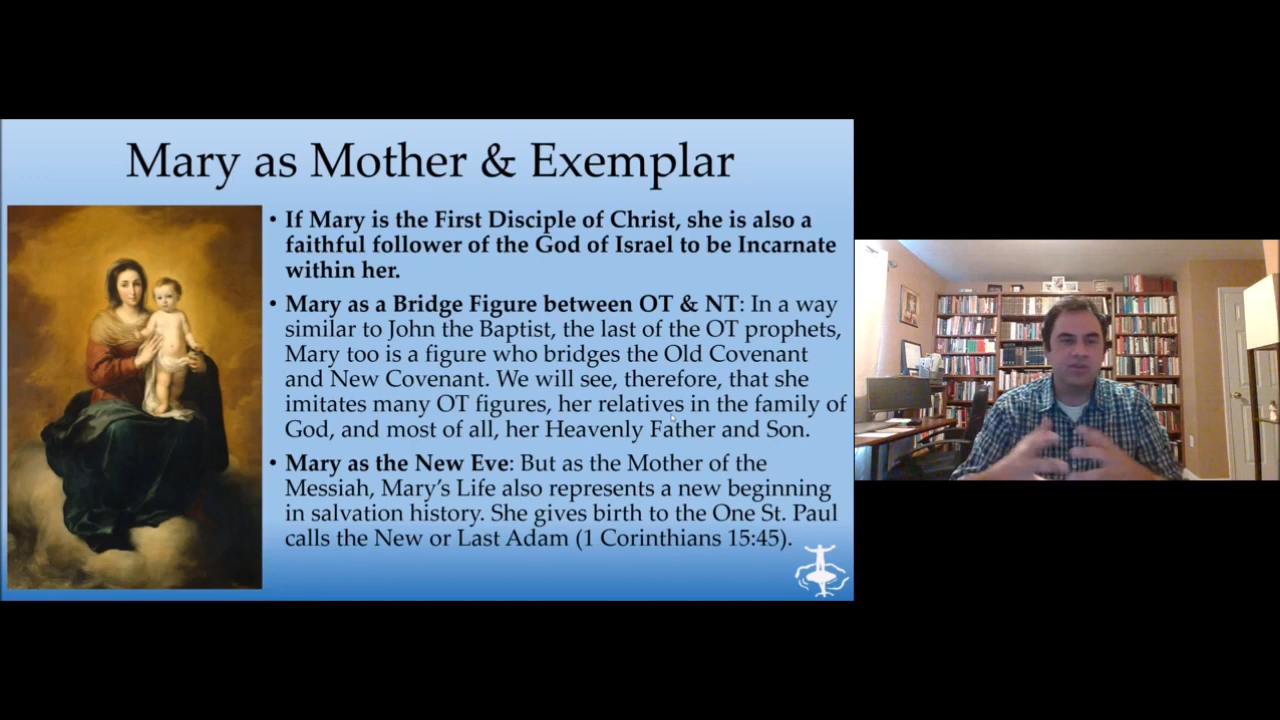 Mary as Mother & Exemplar
• If Mary is the First Disciple of Christ, she is also a
faithful follower of the God of Israel to be Incarnate
within her.
• Mary as a Bridge Figure between OT & NT: In a way
similar to John the Baptist, the last of the OT prophets,
Mary too is a figure who bridges the Old Covenant
and New Covenant. We will see, therefore, that she
imitates many OT figures, her relatives in the family of
God, and most of all, her Heavenly Father and Son.
• Mary as the New Eve: But as the Mother of the
Messiah, Mary’s Life also represents a new beginning
in salvation history. She gives birth to the One St. Paul
calls the New or Last Adam (1 Corinthians 15:45).